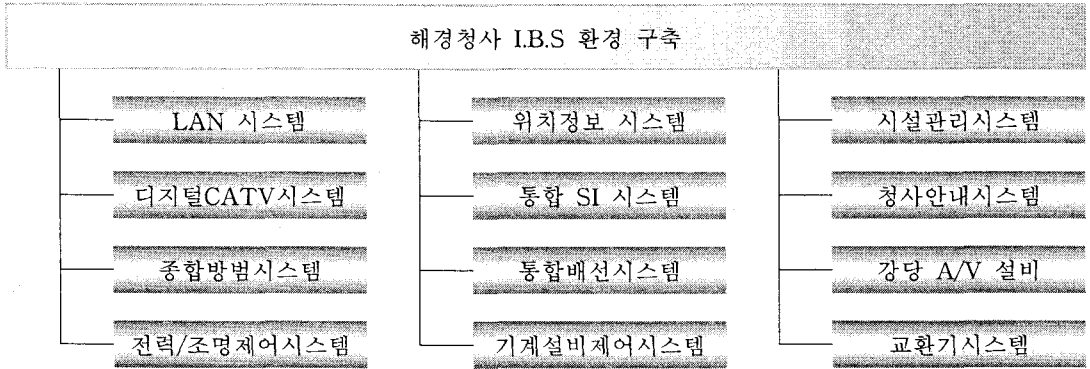 해경청사 I.B.S 환경 구축
LAN 시스템
디지털CATV시스템
종합방범시스템
전력/조명제어시스템
위치정보 시스템
통합 SI 시스템
통합배선시스템
기계설비제어시스템
시설관리시스템
청사안내시스템
강당 A/V 설비
교환기시스템